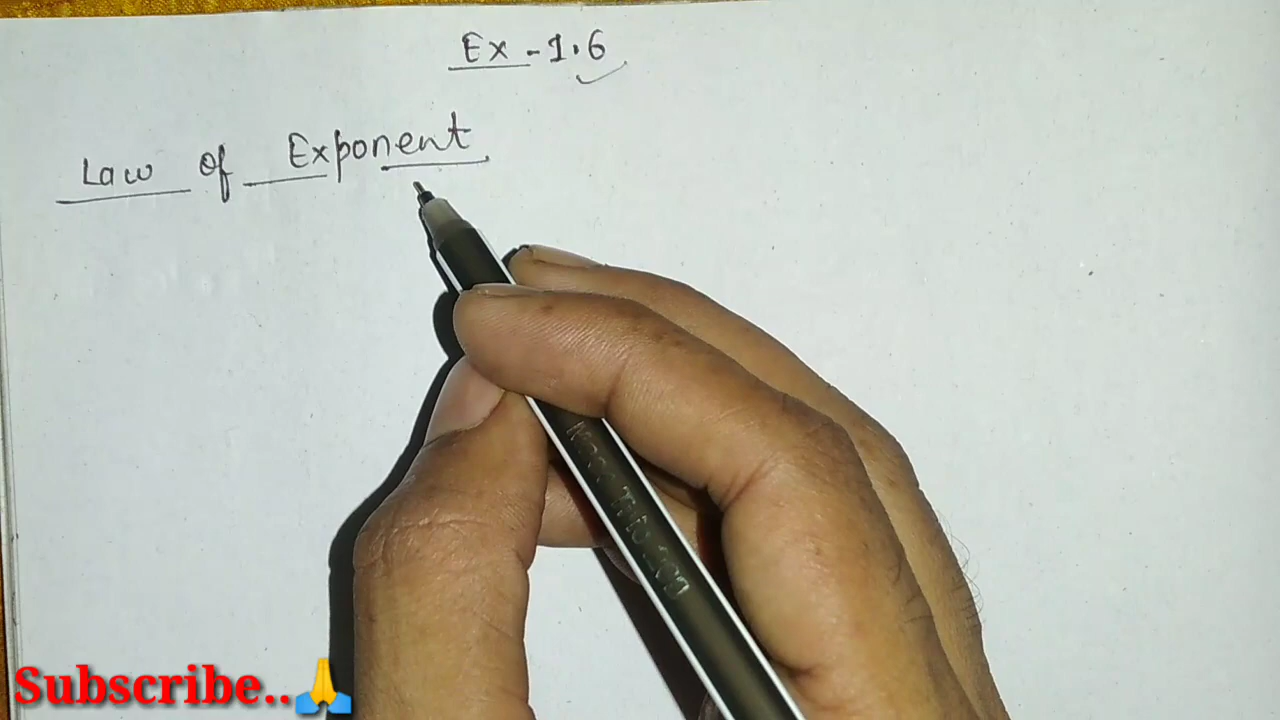 Ex - 1.6
Law of Exponent
Subscribe..🙏